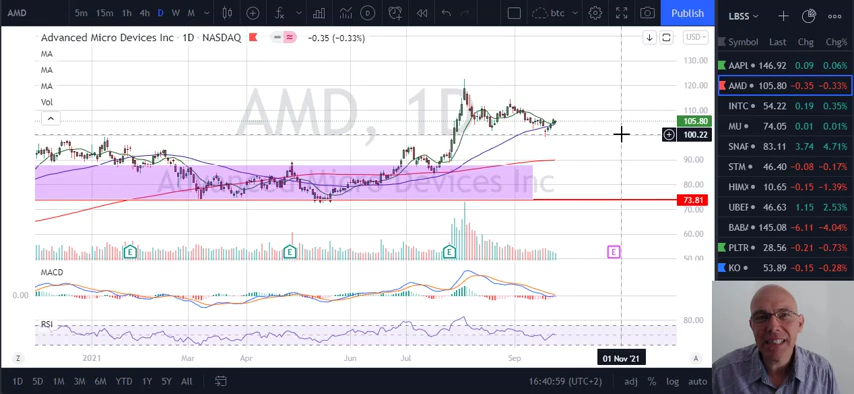 AMD
5m 15m 1h 4h D W M
btc
Publish
LBSS
Advanced Micro Devices Inc · 1D · NASDAQ
−0.35 (−0.33%)
USD
MA
MA
MA
Vol
AMD, 1D
Advanced Micro Devices Inc
130.00
120.00
110.00
105.80
100.22
90.00
80.00
73.81
70.00
60.00
50.00
E E E E
MACD
0.00
RSI
80.00
Z
2021 Mar Apr Jun Jul Sep 01 Nov '21
A
1D 5D 1M 3M 6M YTD 1Y 5Y All
16:40:59 (UTC+2) adj % log auto
Symbol Last Chg Chg%
AAPL 146.92 0.09 0.06%
AMD 105.80 −0.35 −0.33%
INTC 54.22 0.19 0.35%
MU 74.05 0.01 0.01%
SNAP 83.11 3.74 4.71%
STM 46.40 −0.08 −0.17%
HIMX 10.65 −0.15 −1.39%
UBER 46.63 1.15 2.53%
BABA 145.08 −6.11 −4.04%
PLTR 28.56 −0.21 −0.73%
KO 53.89 −0.15 −0.28%